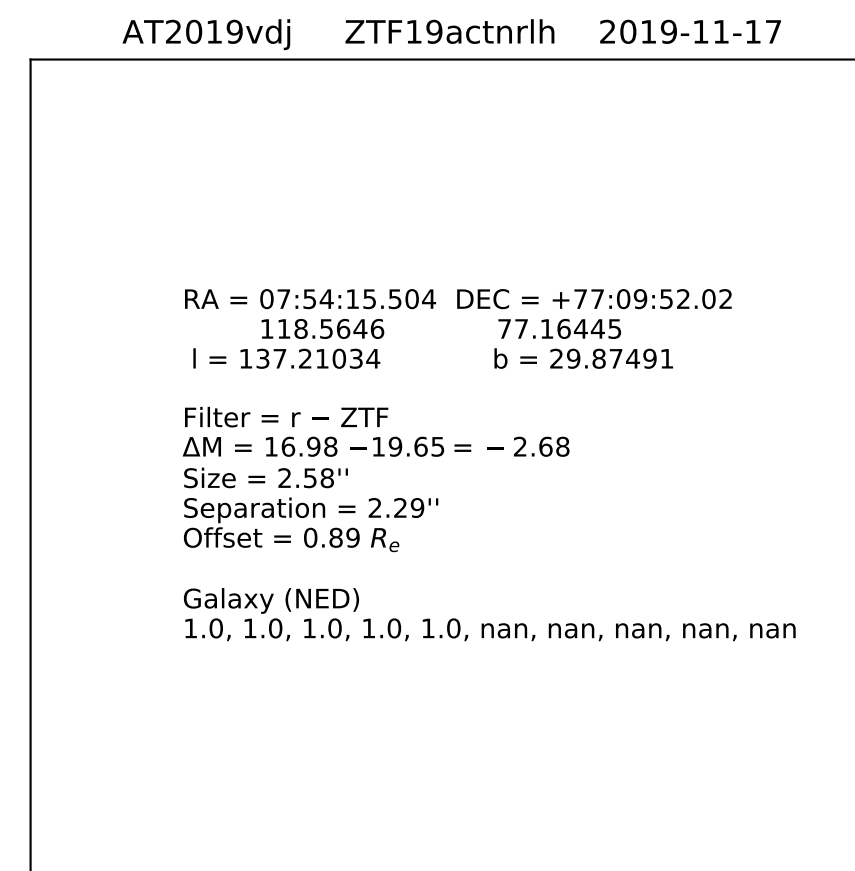 AT2019vdj ZTF19actnrlh 2019-11-17
RA = 07:54:15.504 DEC = +77:09:52.02
118.5646 77.16445
l = 137.21034 b = 29.87491
Filter = r − ZTF
ΔM = 16.98 −19.65 = − 2.68
Size = 2.58''
Separation = 2.29''
Offset = 0.89 Rₑ
Galaxy (NED)
1.0, 1.0, 1.0, 1.0, 1.0, nan, nan, nan, nan, nan